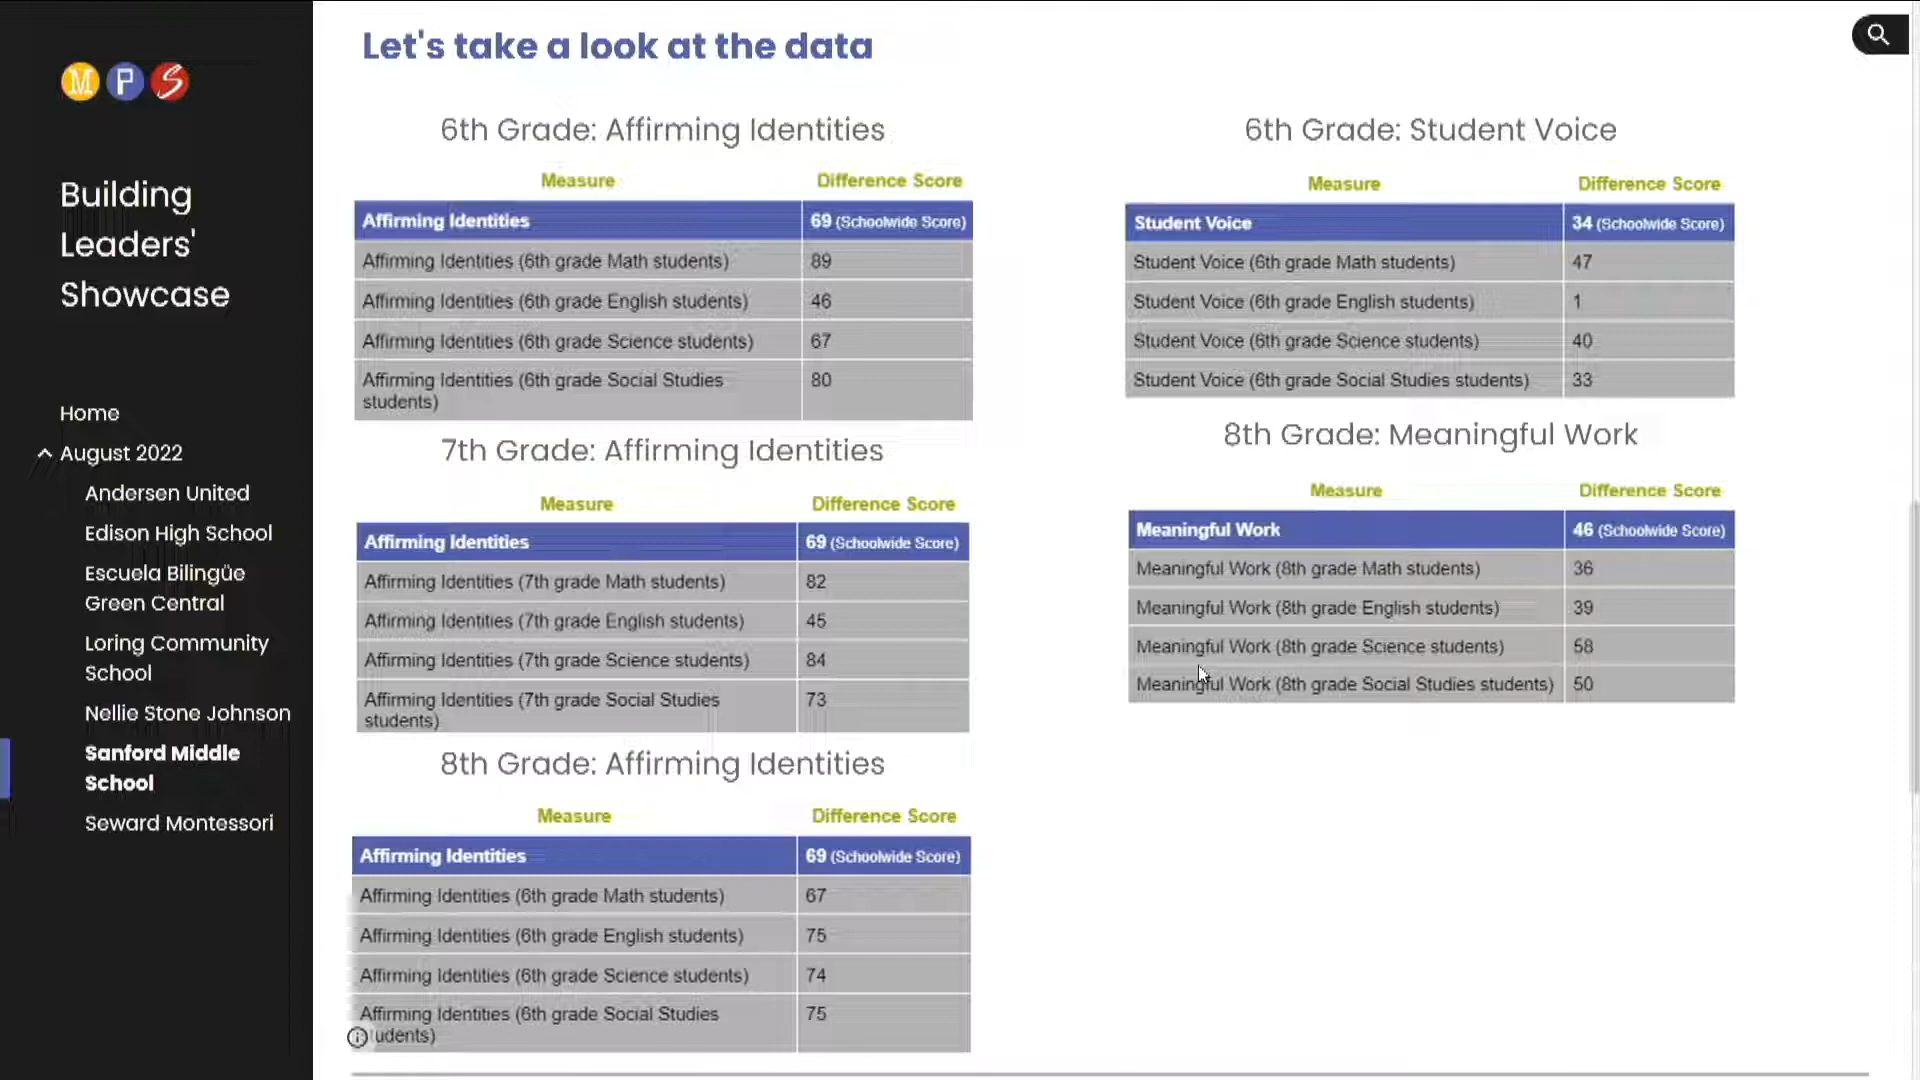 M P S
Building
Leaders'
Showcase
Home
August 2022
Andersen United
Edison High School
Escuela Bilingüe
Green Central
Loring Community
School
Nellie Stone Johnson
Sanford Middle
School
Seward Montessori
Let's take a look at the data
6th Grade: Affirming Identities
Measure Difference Score
Affirming Identities 69 (Schoolwide Score)
Affirming Identities (6th grade Math students) 89
Affirming Identities (6th grade English students) 46
Affirming Identities (6th grade Science students) 67
Affirming Identities (6th grade Social Studies 80
students)
7th Grade: Affirming Identities
Measure Difference Score
Affirming Identities 69 (Schoolwide Score)
Affirming Identities (7th grade Math students) 82
Affirming Identities (7th grade English students) 45
Affirming Identities (7th grade Science students) 84
Affirming Identities (7th grade Social Studies 73
students)
8th Grade: Affirming Identities
Measure Difference Score
Affirming Identities 69 (Schoolwide Score)
Affirming Identities (6th grade Math students) 67
Affirming Identities (6th grade English students) 75
Affirming Identities (6th grade Science students) 74
Affirming Identities (6th grade Social Studies 75
udents)
6th Grade: Student Voice
Measure Difference Score
Student Voice 34 (Schoolwide Score)
Student Voice (6th grade Math students) 47
Student Voice (6th grade English students) 1
Student Voice (6th grade Science students) 40
Student Voice (6th grade Social Studies students) 33
8th Grade: Meaningful Work
Measure Difference Score
Meaningful Work 46 (Schoolwide Score)
Meaningful Work (8th grade Math students) 36
Meaningful Work (8th grade English students) 39
Meaningful Work (8th grade Science students) 58
Meaningful Work (8th grade Social Studies students) 50